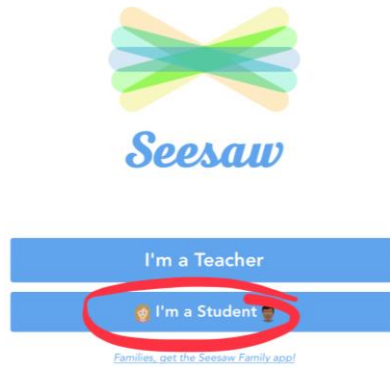 Seesaw
I'm a Teacher
I'm a Student
Families, get the Seesaw Family app!